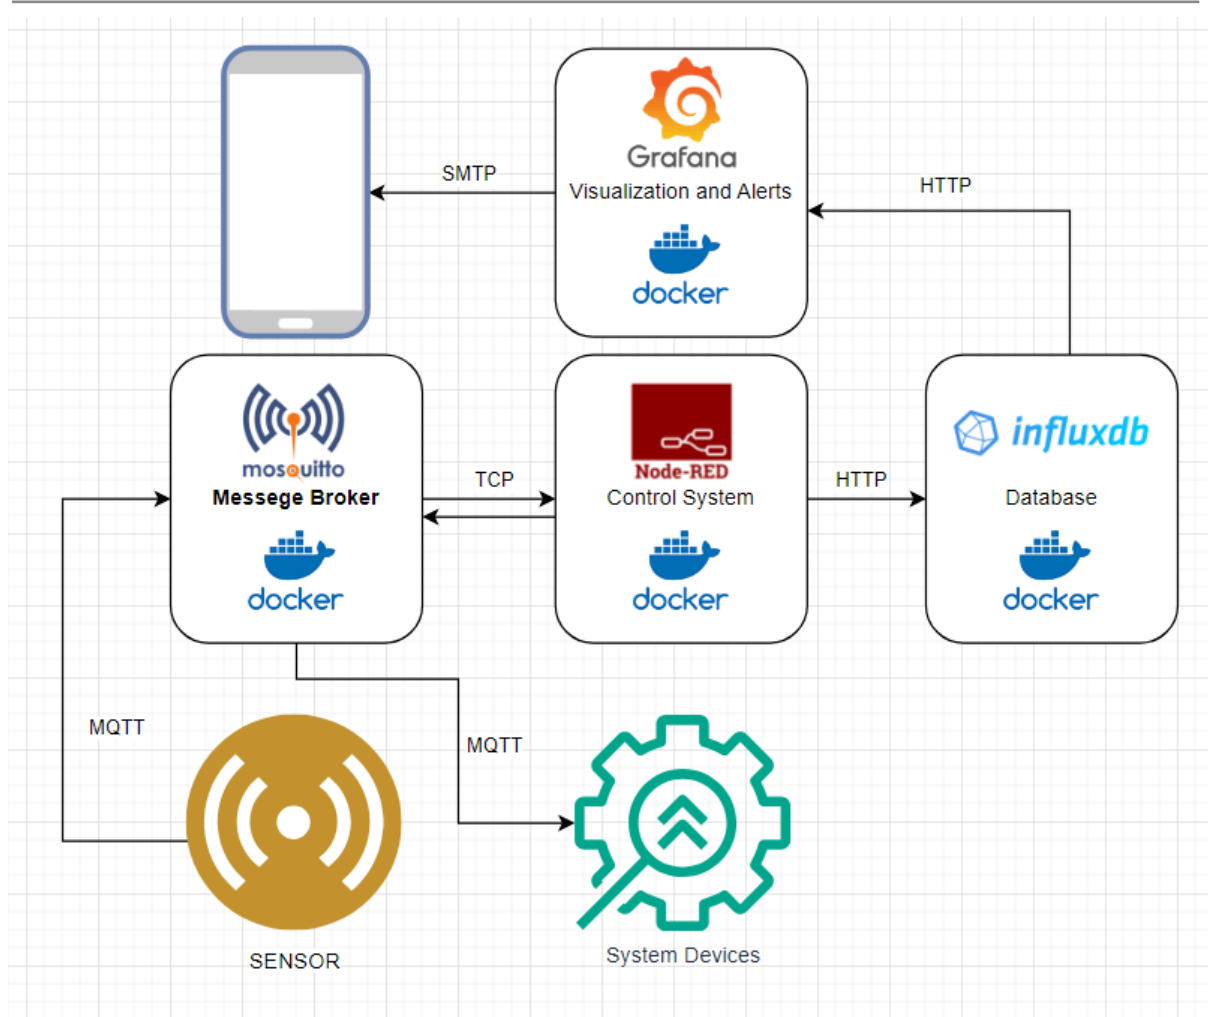 Grafana
SMTP
Visualization and Alerts
HTTP
docker
mosquitto
Messege Broker
docker
TCP
Node-RED
Control System
docker
HTTP
influxdb
Database
docker
MQTT
MQTT
SENSOR
System Devices